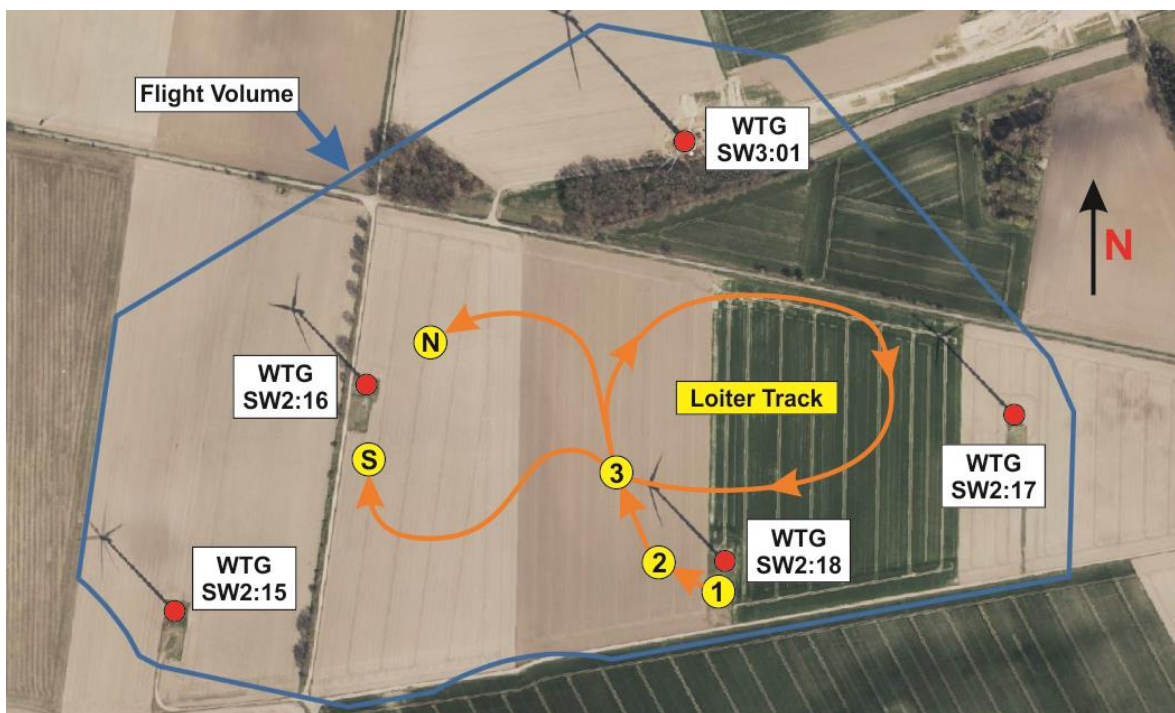 Flight Volume
WTG
SW3:01
N
N
WTG
SW2:16
Loiter Track
WTG
SW2:17
S
3
WTG
SW2:18
2
1
WTG
SW2:15